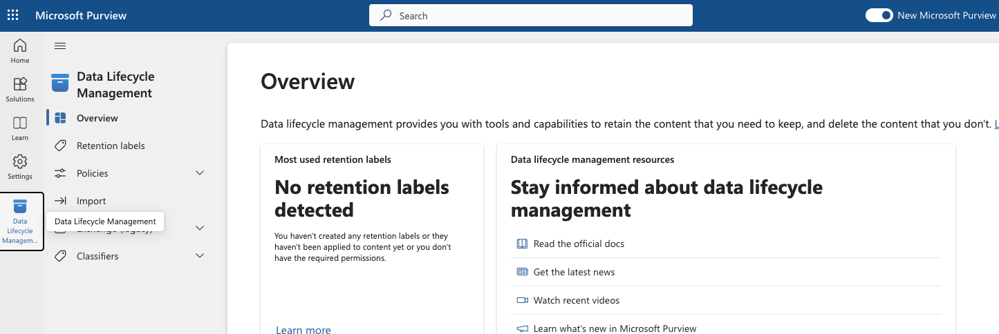 Microsoft Purview
Search
New Microsoft Purview
Home
Solutions
Learn
Settings
Data
Lifecycle
Managem...
Data Lifecycle
Management
Overview
Retention labels
Policies
Import
Data Lifecycle Management
Exchange (legacy)
Classifiers
Overview
Data lifecycle management provides you with tools and capabilities to retain the content that you need to keep, and delete the content that you don't. L
Most used retention labels
No retention labels
detected
You haven't created any retention labels or they
haven't been applied to content yet or you don't
have the required permissions.
Learn more
Data lifecycle management resources
Stay informed about data lifecycle
management
Read the official docs
Get the latest news
Watch recent videos
Learn what's new in Microsoft Purview